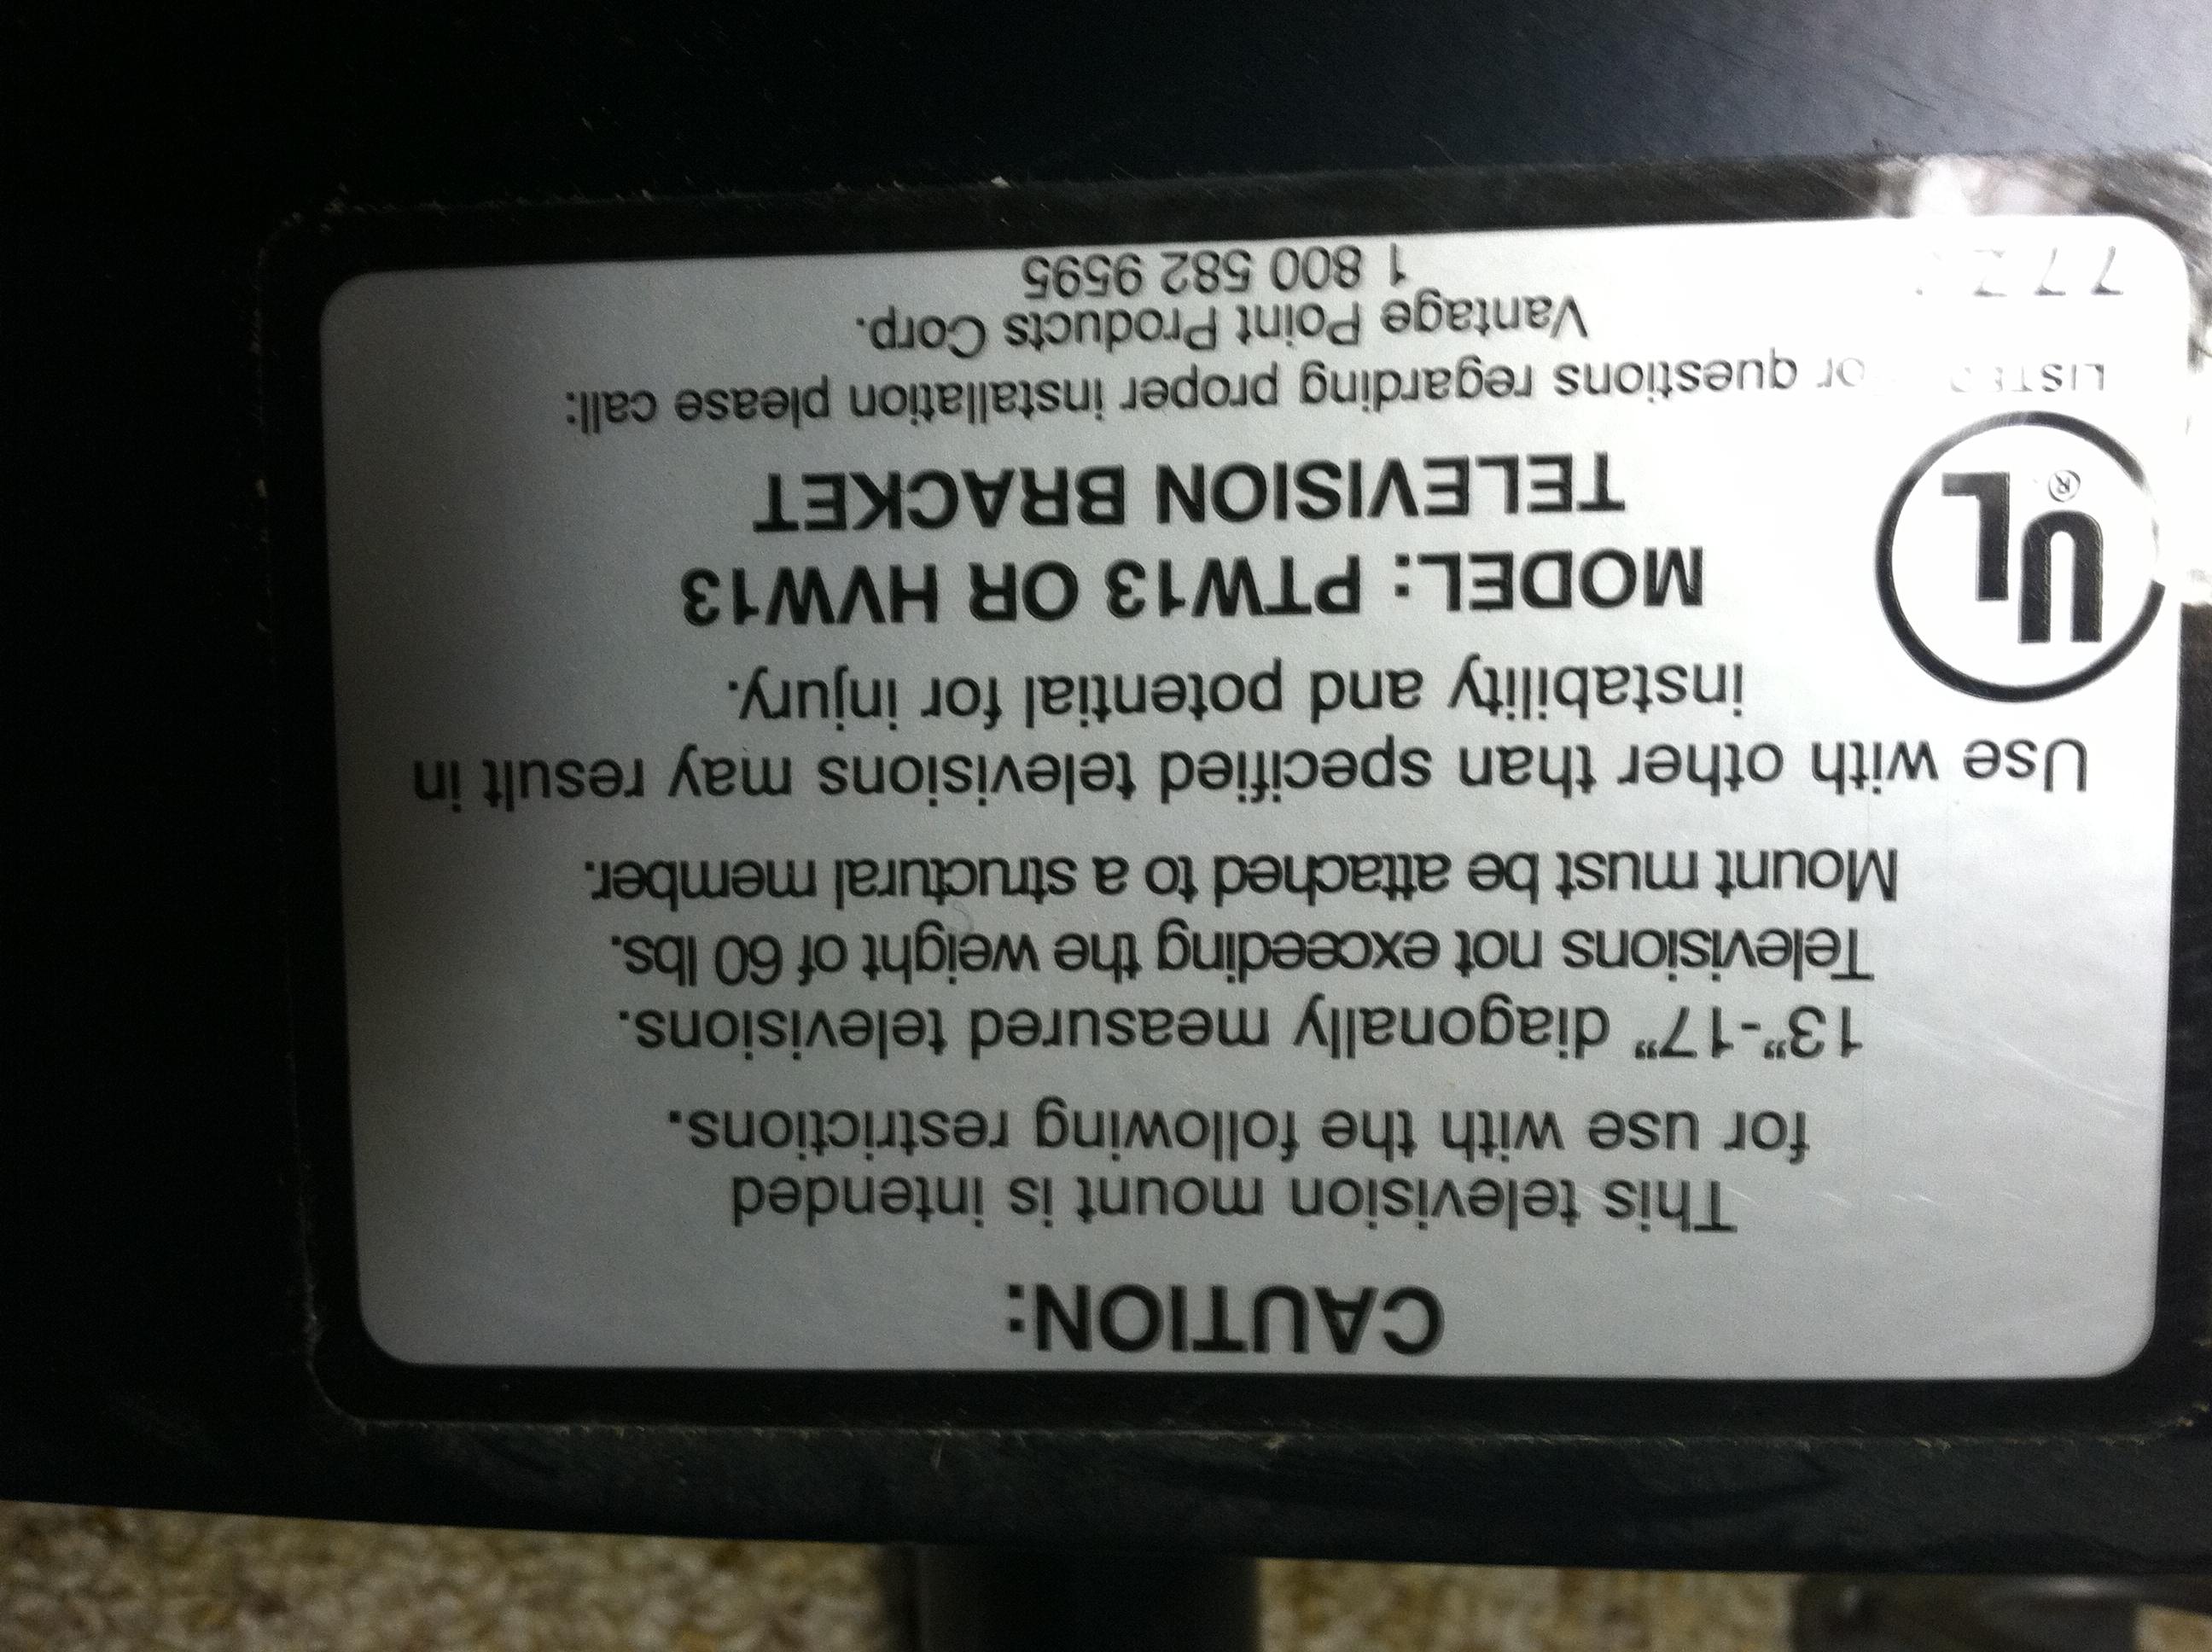 CAUTION:
This television mount is intended
for use with the following restrictions.
13”-17” diagonally measured televisions.
Televisions not exceeding the weight of 60 lbs.
Mount must be attached to a structural member.
Use with other than specified televisions may result in
instability and potential for injury.
UL
®
MODEL: PTW13 OR HVW13
TELEVISION BRACKET
LISTED
or questions regarding proper installation please call:
Vantage Point Products Corp.
1 800 582 9595